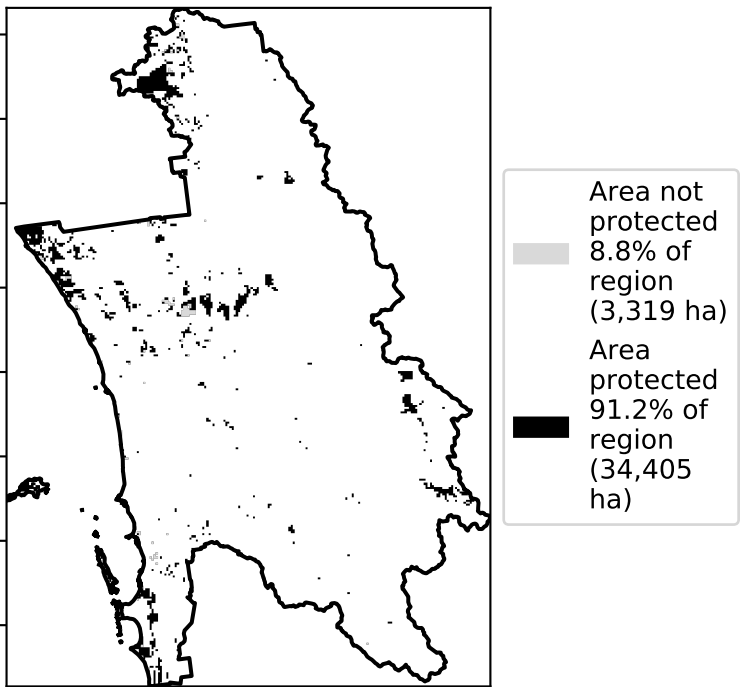 Area not
protected
8.8% of
region
(3,319 ha)
Area
protected
91.2% of
region
(34,405
ha)